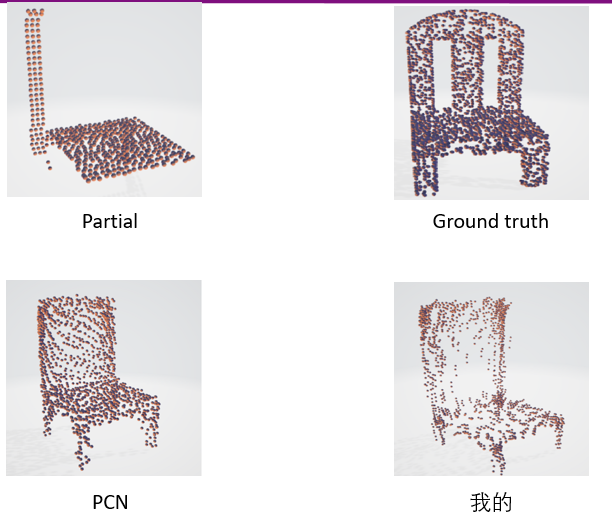 Partial
Ground truth
PCN
我的